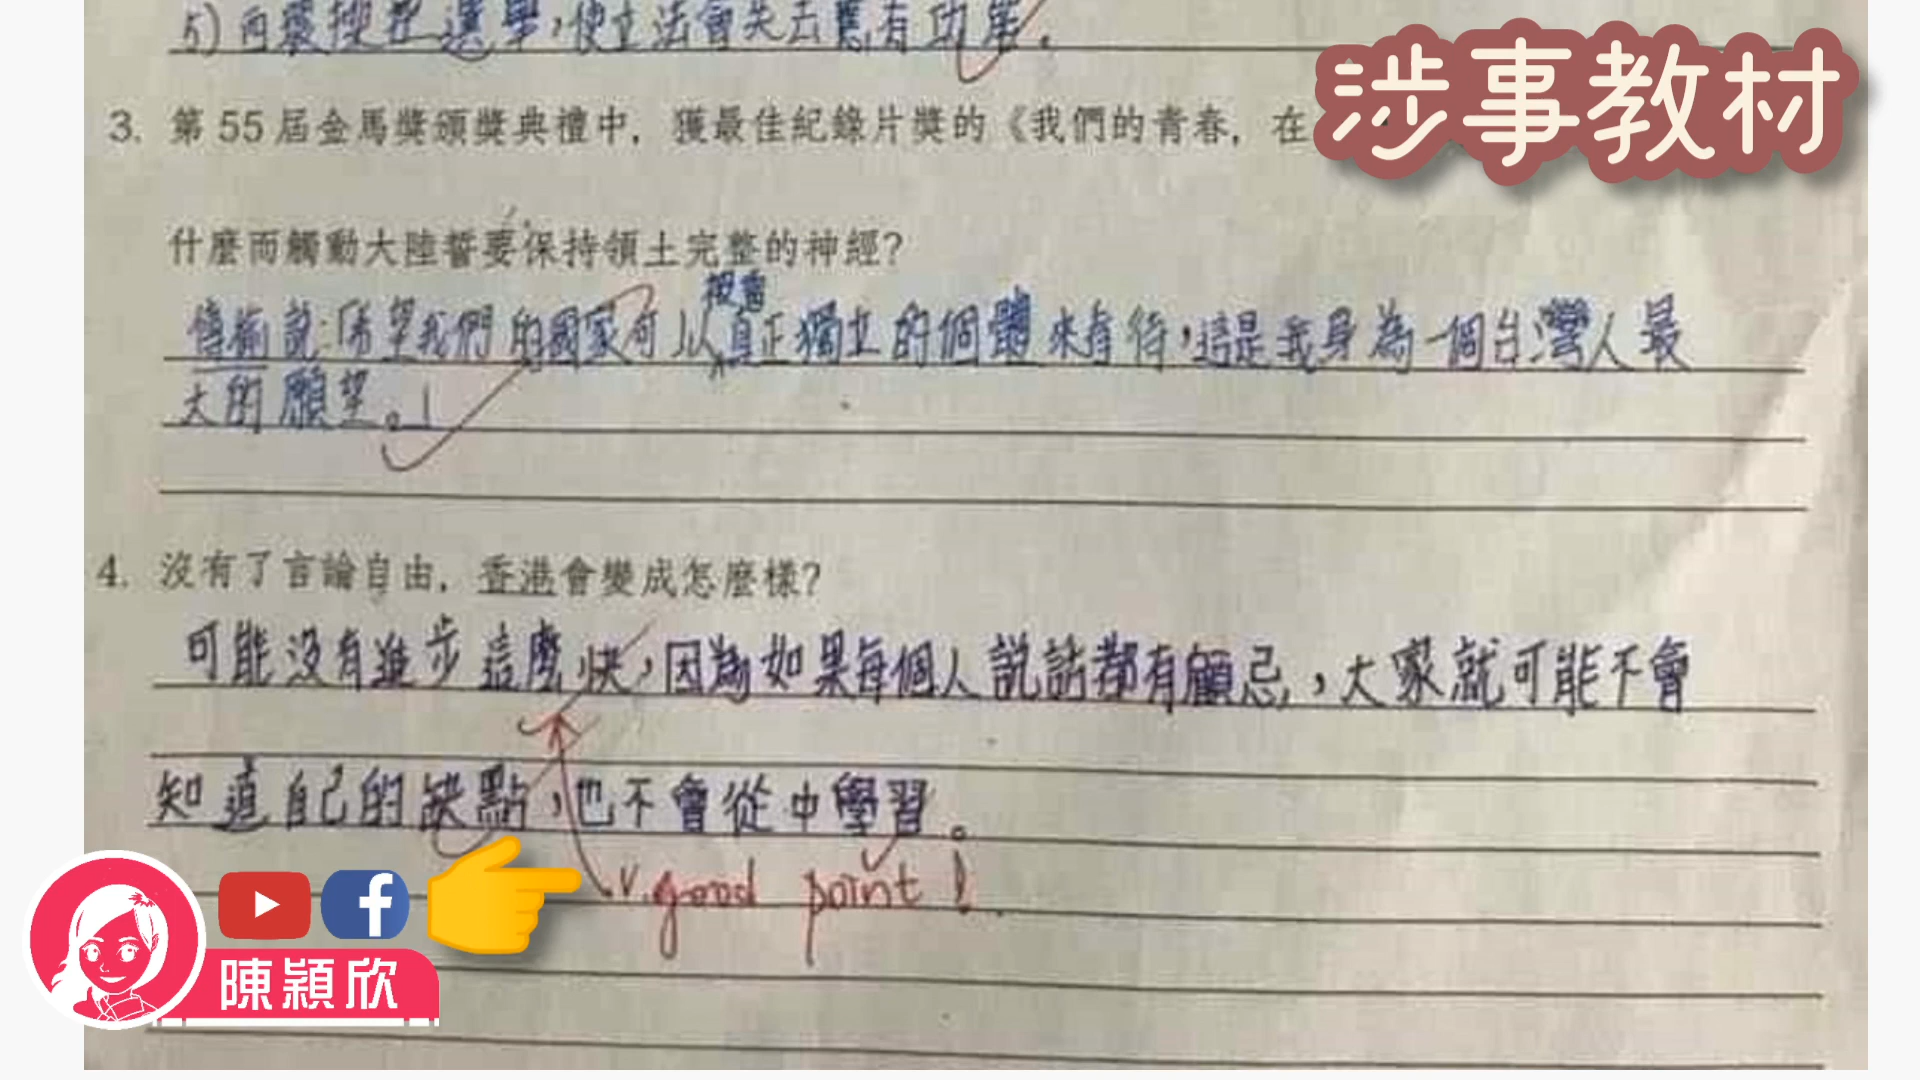 5) 向 選舉，使立法會失去舊有功能。
涉事教材
3. 第 55 屆金馬獎頒獎典禮中，獲最佳紀錄片獎的《我們的青春，在
什麼而觸動大陸誓要保持領土完整的神經?
被當
傅榆說:「希望我們的國家可以真正獨立的個體來看待，這是我身為一個台灣人最
大的願望。」
4. 沒有了言論自由，香港會變成怎麼樣?
可能沒有進步這麼快，因為如果每個人說話都有顧忌，大家就可能不會
知道自己的缺點，也不會從中學習。
v. good point!
陳穎欣